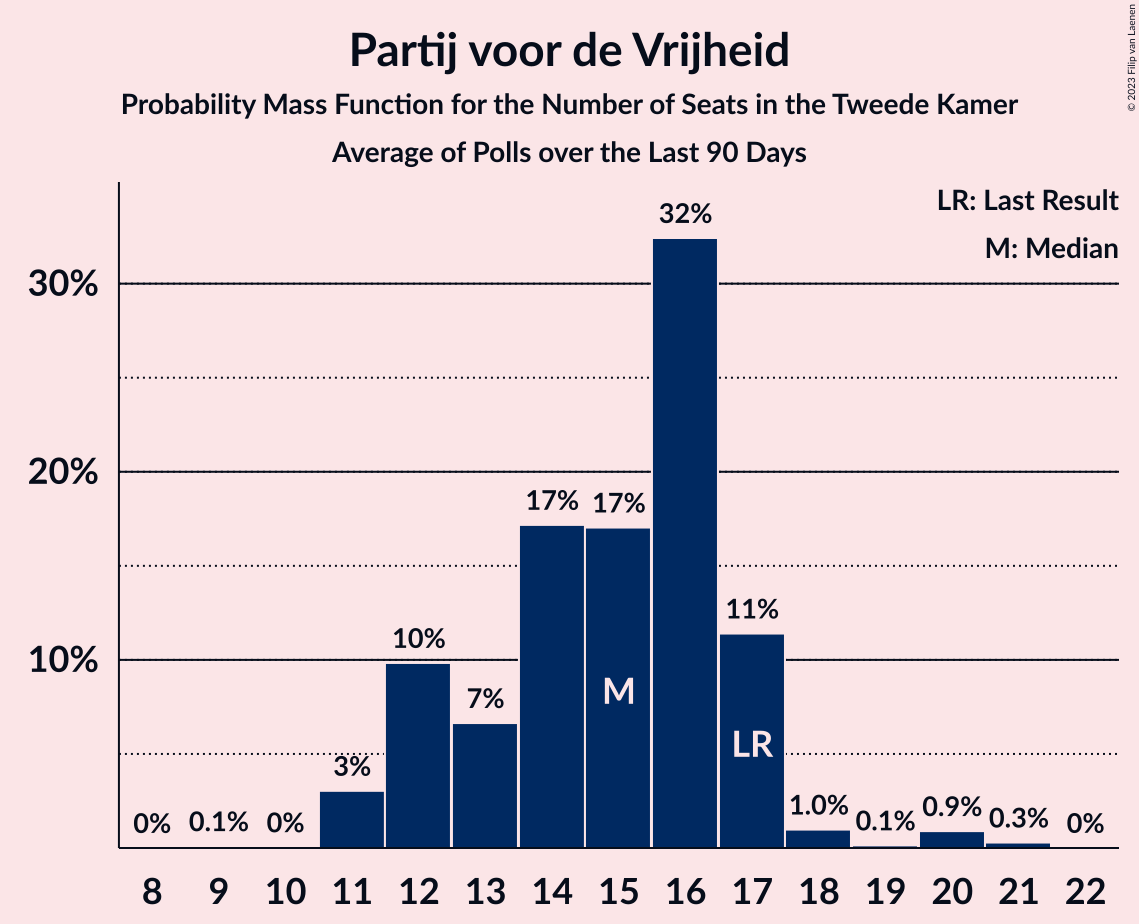 Partij voor de Vrijheid
Probability Mass Function for the Number of Seats in the Tweede Kamer
Average of Polls over the Last 90 Days
© 2023 Filip van Laenen
LR: Last Result
M: Median
30%
20%
10%
0%
0.1%
0%
3%
10%
7%
17%
17%
32%
11%
1.0%
0.1%
0.9%
0.3%
0%
M
LR
8 9 10 11 12 13 14 15 16 17 18 19 20 21 22